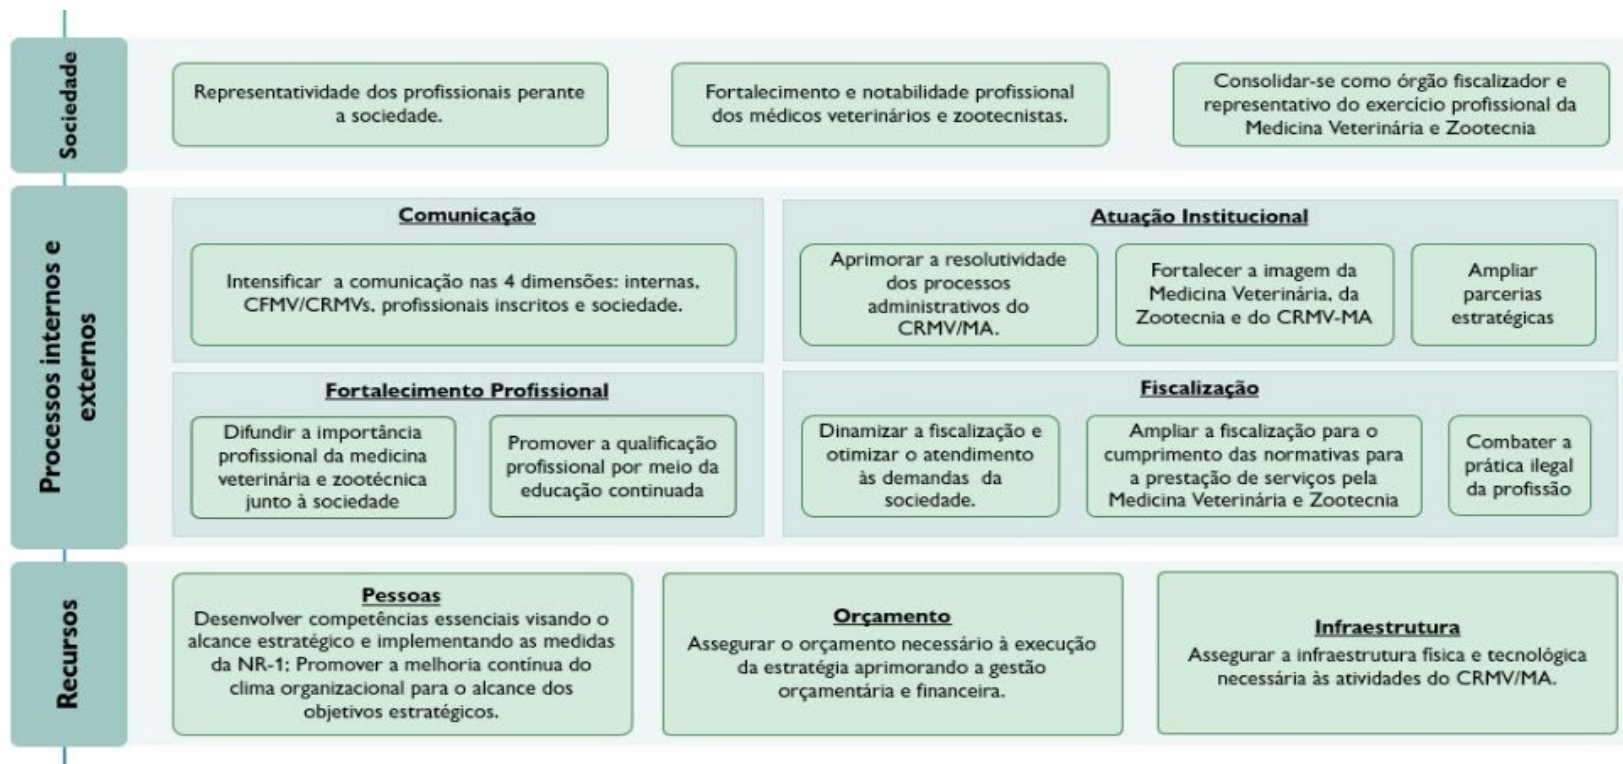 Sociedade
Representatividade dos profissionais perante
a sociedade.
Fortalecimento e notabilidade profissional
dos médicos veterinários e zootecnistas.
Consolidar-se como órgão fiscalizador e
representativo do exercício profissional da
Medicina Veterinária e Zootecnia
Processos internos e
externos
Comunicação
Intensificar a comunicação nas 4 dimensões: internas,
CFMV/CRMVs, profissionais inscritos e sociedade.
Atuação Institucional
Aprimorar a resolutividade
dos processos
administrativos do
CRMV/MA.
Fortalecer a imagem da
Medicina Veterinária, da
Zootecnia e do CRMV-MA
Ampliar
parcerias
estratégicas
Fortalecimento Profissional
Difundir a importância
profissional da medicina
veterinária e zootécnica
junto à sociedade
Promover a qualificação
profissional por meio da
educação continuada
Fiscalização
Dinamizar a fiscalização e
otimizar o atendimento
às demandas da
sociedade.
Ampliar a fiscalização para o
cumprimento das normativas para
a prestação de serviços pela
Medicina Veterinária e Zootecnia
Combater a
prática ilegal
da profissão
Recursos
Pessoas
Desenvolver competências essenciais visando o
alcance estratégico e implementando as medidas
da NR-1; Promover a melhoria contínua do
clima organizacional para o alcance dos
objetivos estratégicos.
Orçamento
Assegurar o orçamento necessário à execução
da estratégia aprimorando a gestão
orçamentária e financeira.
Infraestrutura
Assegurar a infraestrutura física e tecnológica
necessária às atividades do CRMV/MA.